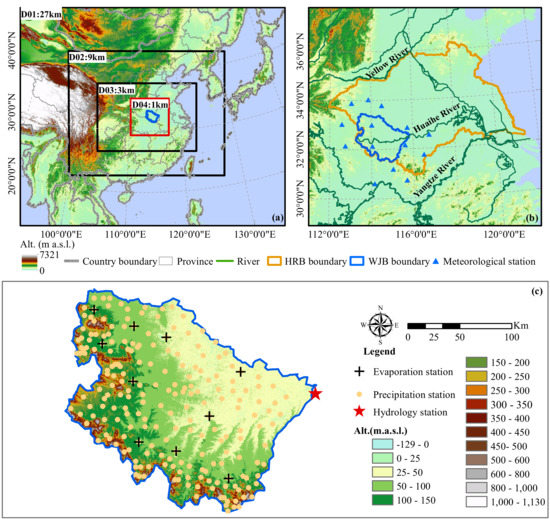 D01:27km
D02:9km
D03:3km
D04:1km
40°0'0"N
30°0'0"N
20°0'0"N
100°0'0"E 110°0'0"E 120°0'0"E 130°0'0"E
(a)
Yellow River
Huaihe River
Yangtze River
34°0'0"N
32°0'0"N
30°0'0"N
112°0'0"E 116°0'0"E 120°0'0"E
(b)
Alt. (m a.s.l.)
7321
0
Country boundary Province River HRB boundary WJB boundary Meteorological station
(c)
N
W E
S
0 25 50 100
Km
Legend
Evaporation station
Precipitation station
Hydrology station
Alt.(m.a.s.l.)
-129 - 0
0 - 25
25- 50
50 - 100
100 - 150
150 - 200
200 - 250
250 - 300
300 - 350
350 - 400
400 - 450
450- 500
500 - 600
600 - 800
800 - 1,000
1,000 - 1,130